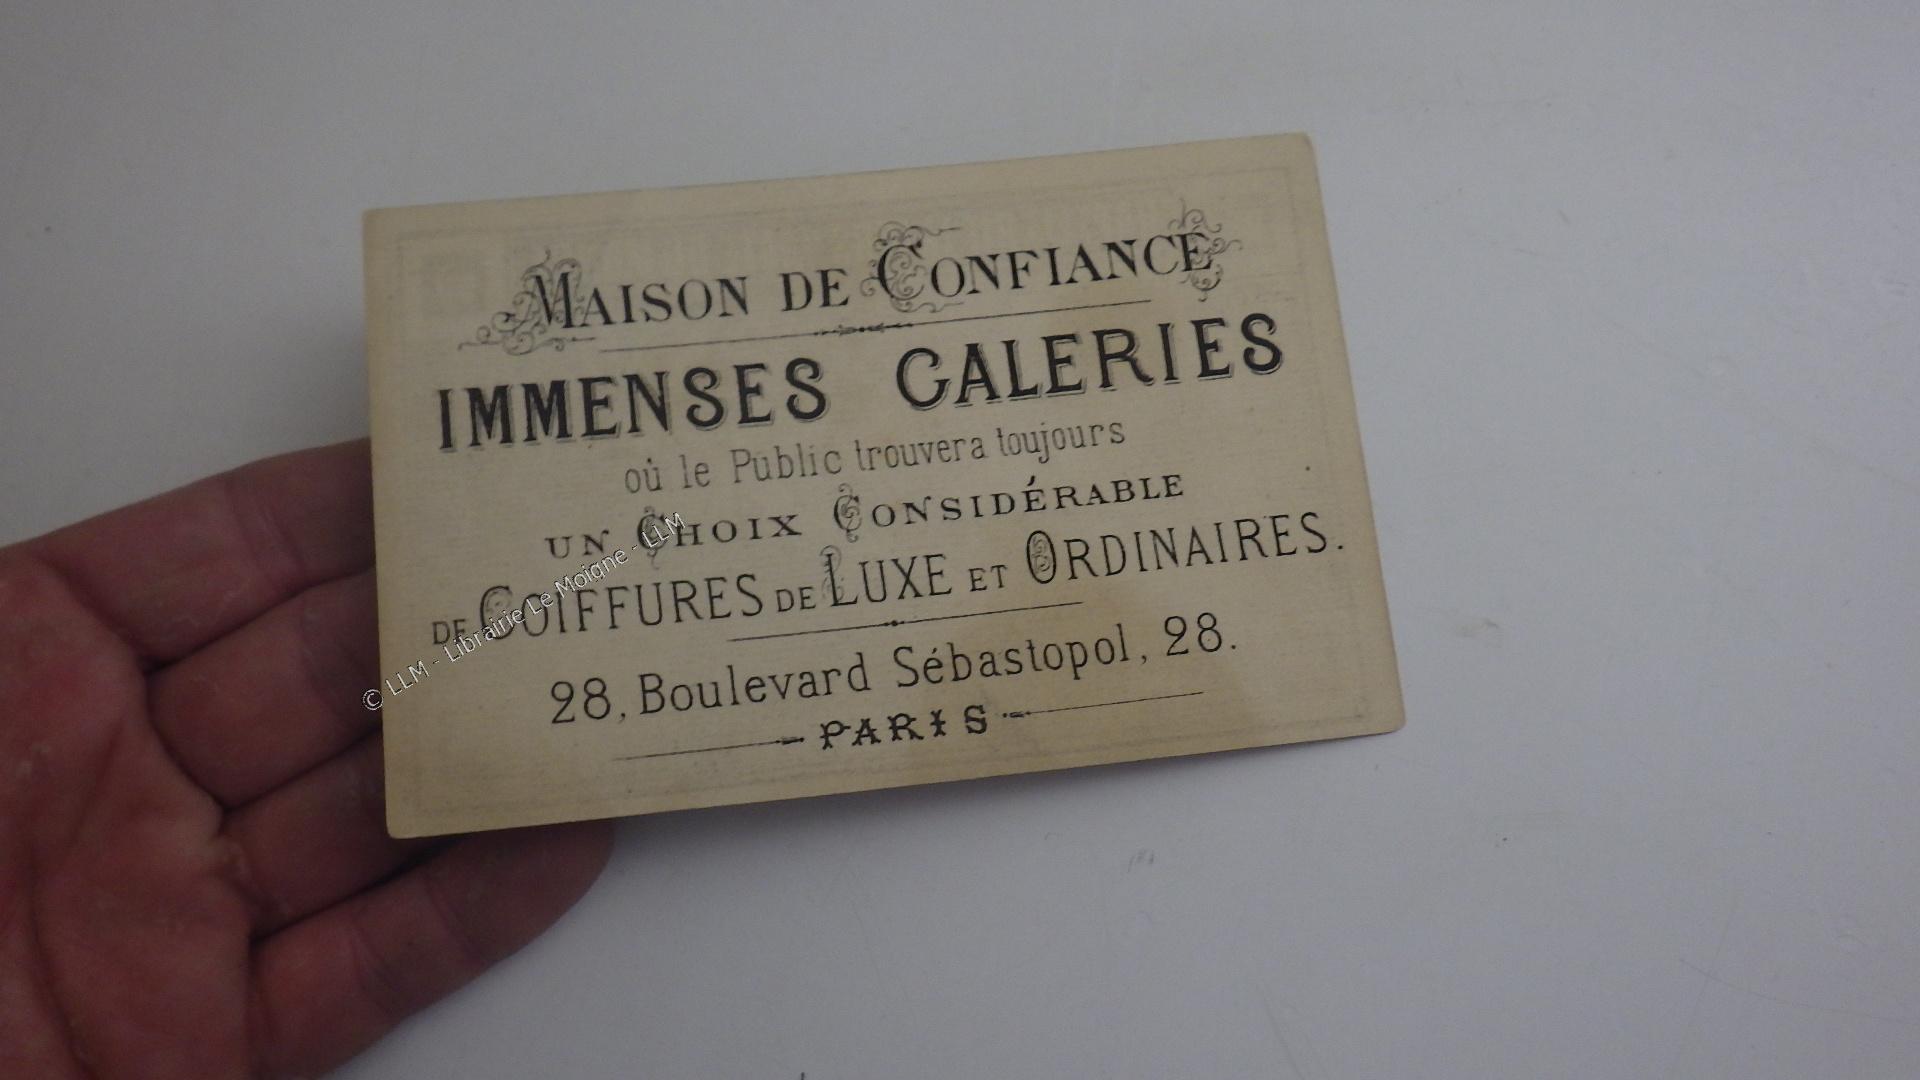 MAISON DE CONFIANCE
IMMENSES GALERIES
où le Public trouvera toujours
UN CHOIX CONSIDÉRABLE
DE COIFFURES DE LUXE ET ORDINAIRES.
28, Boulevard Sébastopol, 28.
PARIS
© LLM - Librairie Le Moigne - LLM